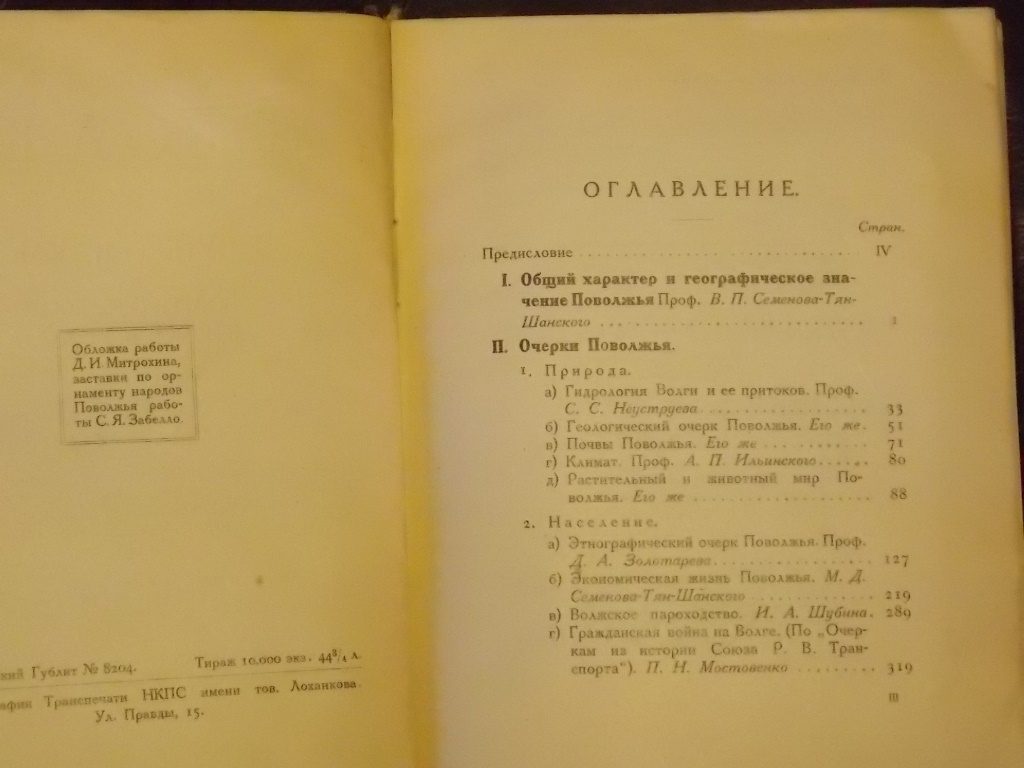 Обложка работы
Д. И Митрохина,
заставки по ор-
наменту народов
Поволжья рабо-
ты С. Я. Забелло.
кий Гублит № 8204. Тираж 10.000 экз. 44³/₄ л.
афия Транспечати НКПС имени тов. Лоханкова.
Ул. Правды, 15.
ОГЛАВЛЕНИЕ.
Стран.
Предисловие IV
I. Общий характер и географическое зна-
чение Поволжья Проф. В. П. Семенова-Тян-
Шанского 1
II. Очерки Поволжья.
1. Природа.
а) Гидрология Волги и ее притоков. Проф.
С. С. Неуструева 33
б) Геологический очерк Поволжья. Его же. 51
в) Почвы Поволжья. Его же 71
г) Климат. Проф. А. П. Ильинского 80
д) Растительный и животный мир По-
волжья. Его же 88
2. Население.
а) Этнографический очерк Поволжья. Проф.
Д. А. Золотарева 127
б) Экономическая жизнь Поволжья. М. Д.
Семенова-Тян-Шанского 219
в) Волжское пароходство. И. А. Шубина. 289
г) Гражданская война на Волге. (По „Очер-
кам из истории Союза Р. В. Тран-
спорта"). П. Н. Мостовенко 319
III